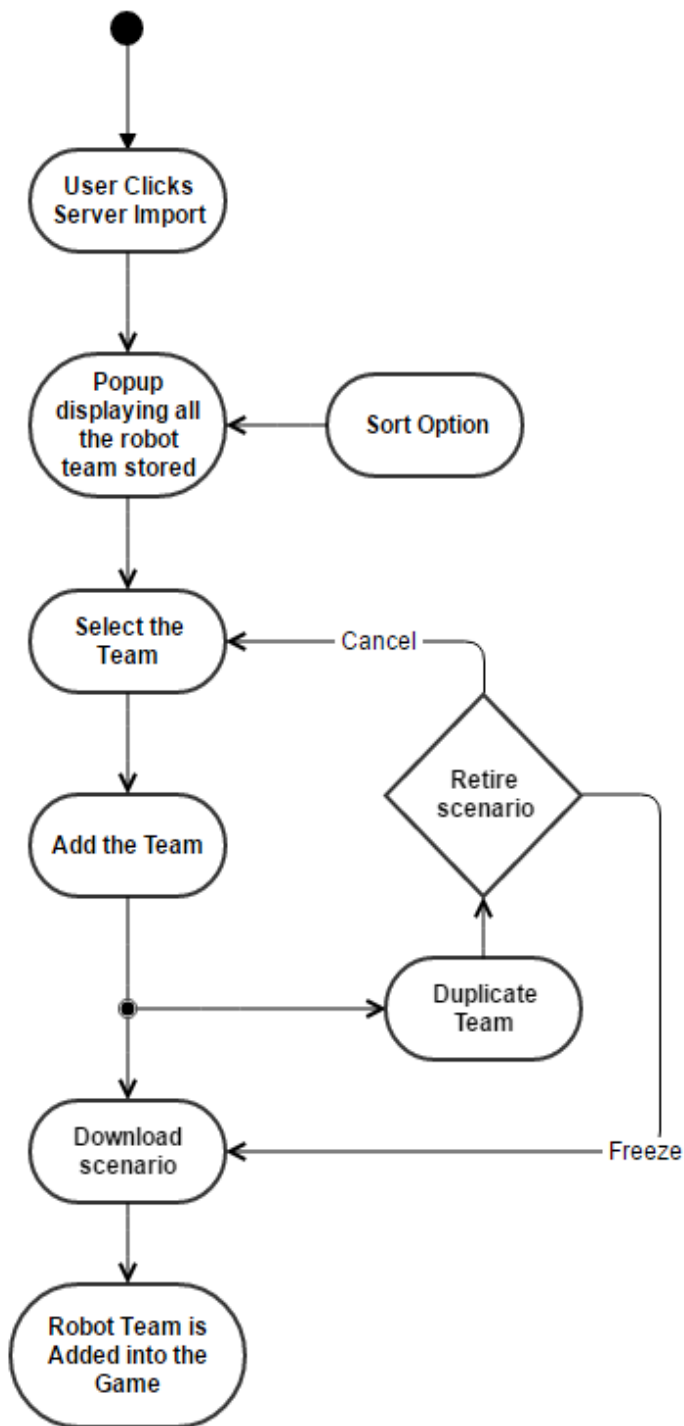 User Clicks
Server Import
Popup
displaying all
the robot
team stored
Sort Option
Select the
Team
Cancel
Retire
scenario
Add the Team
Duplicate
Team
Download
scenario
Freeze
Robot Team is
Added into the
Game